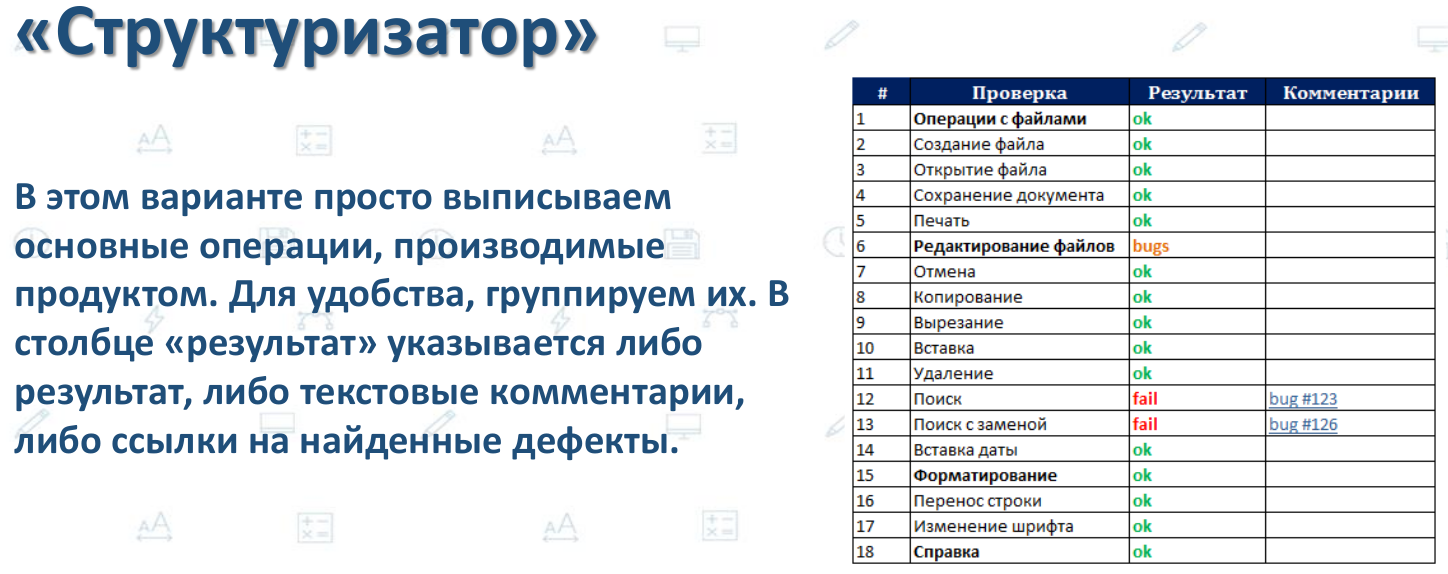 «Структуризатор»
В этом варианте просто выписываем
основные операции, производимые
продуктом. Для удобства, группируем их. В
столбце «результат» указывается либо
результат, либо текстовые комментарии,
либо ссылки на найденные дефекты.
# Проверка Результат Комментарии
1 Операции с файлами ok
2 Создание файла ok
3 Открытие файла ok
4 Сохранение документа ok
5 Печать ok
6 Редактирование файлов bugs
7 Отмена ok
8 Копирование ok
9 Вырезание ok
10 Вставка ok
11 Удаление ok
12 Поиск fail bug #123
13 Поиск с заменой fail bug #126
14 Вставка даты ok
15 Форматирование ok
16 Перенос строки ok
17 Изменение шрифта ok
18 Справка ok